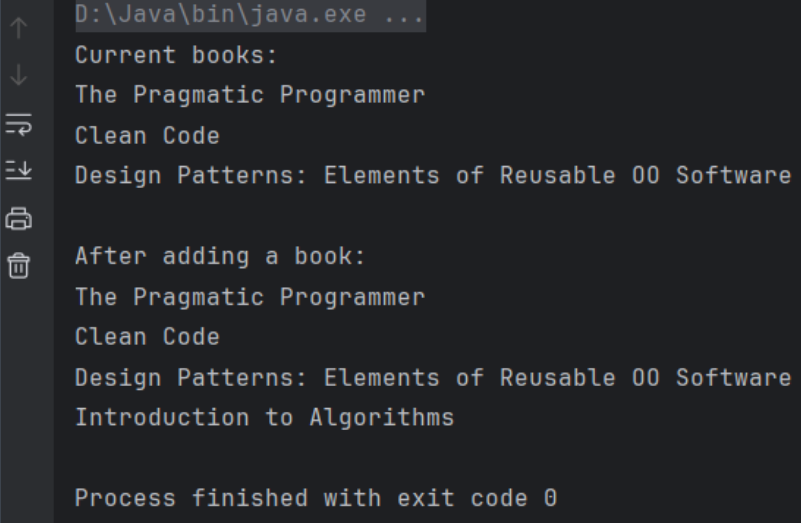 D:\Java\bin\java.exe ...
Current books:
The Pragmatic Programmer
Clean Code
Design Patterns: Elements of Reusable OO Software
After adding a book:
The Pragmatic Programmer
Clean Code
Design Patterns: Elements of Reusable OO Software
Introduction to Algorithms
Process finished with exit code 0